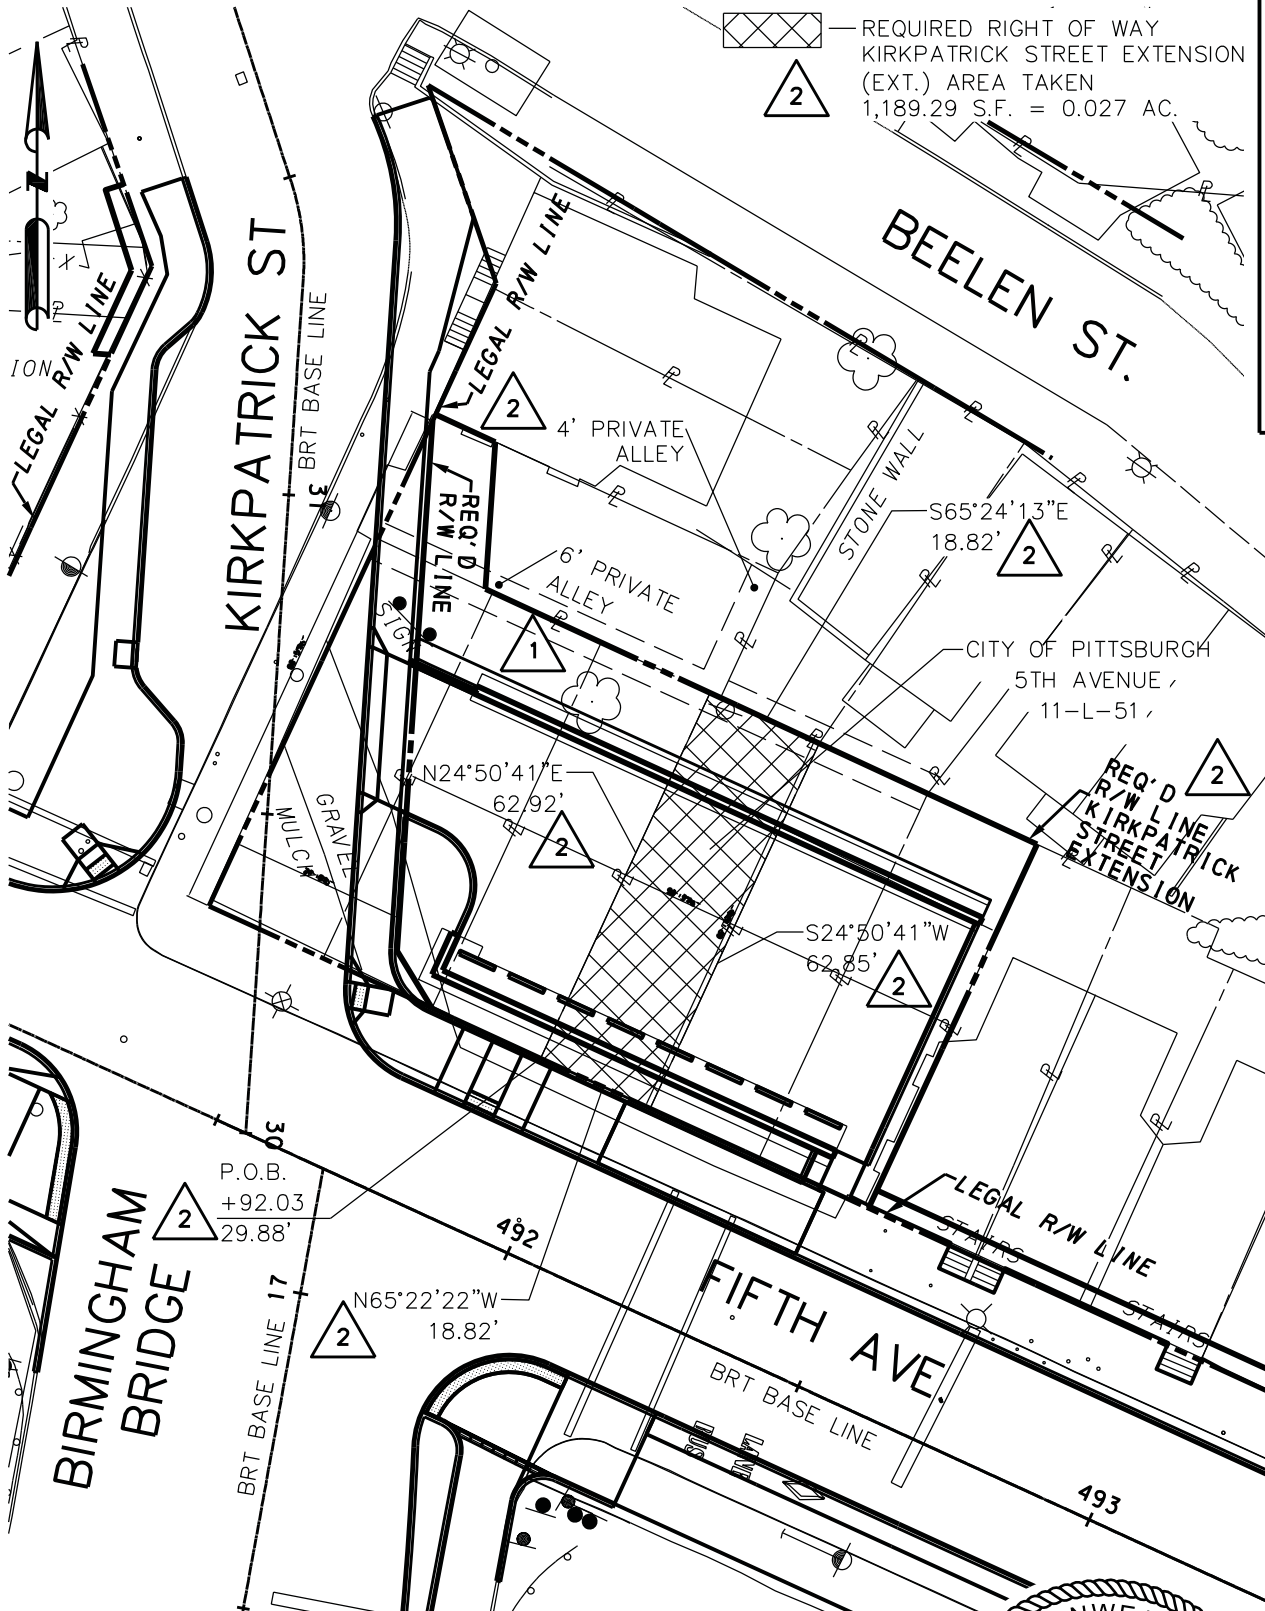 REQUIRED RIGHT OF WAY
KIRKPATRICK STREET EXTENSION
(EXT.) AREA TAKEN
1,189.29 S.F. = 0.027 AC.
2
N
BEELEN ST.
KIRKPATRICK ST
BRT BASE LINE
31
LEGAL R/W LINE
LEGAL R/W LINE
ION
2
4' PRIVATE
ALLEY
STONE WALL
S65°24'13"E
18.82'
2
REQ'D
R/W LINE
6' PRIVATE
ALLEY
SIGN
1
CITY OF PITTSBURGH
5TH AVENUE
11-L-51
2
REQ'D
R/W LINE
KIRKPATRICK
STREET
EXTENSION
N24°50'41"E
62.92'
2
GRAVEL
MULCH
S24°50'41"W
62.85'
2
30
P.O.B.
+92.03
29.88'
2
492
LEGAL R/W LINE
STAIRS
STAIRS
BIRMINGHAM
BRIDGE
17
BRT BASE LINE
N65°22'22"W
18.82'
2
FIFTH AVE.
BRT BASE LINE
BUS
LANE
493